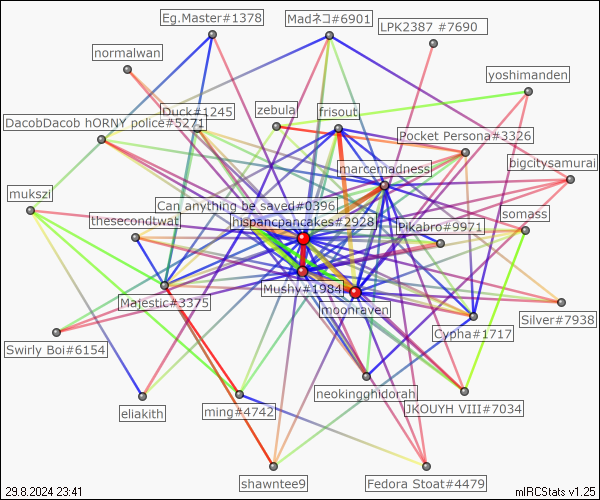 Eg.Master#1378
Madネコ#6901
LPK2387 #7690
normalwan
yoshimanden
Duck#1245
zebula
frisout
DacobDacob hORNY police#5271
Pocket Persona#3326
marcemadness
bigcitysamurai
mukszi
Can anything be saved#0396
thesecondtwat
hispancpancakes#2928
Pikabro#9971
somass
Mushy#1984
Majestic#3375
moonraven
Silver#7938
Cypha#1717
Swirly Boi#6154
neokingghidorah
eliakith
ming#4742
JKOUYH VIII#7034
shawntee9
Fedora Stoat#4479
29.8.2024 23:41
mIRCStats v1.25